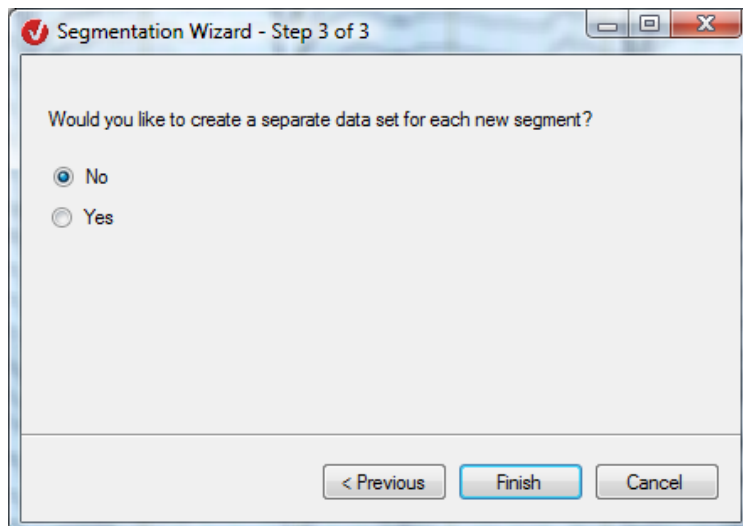 Segmentation Wizard - Step 3 of 3
Would you like to create a separate data set for each new segment?
No
Yes
< Previous Finish Cancel